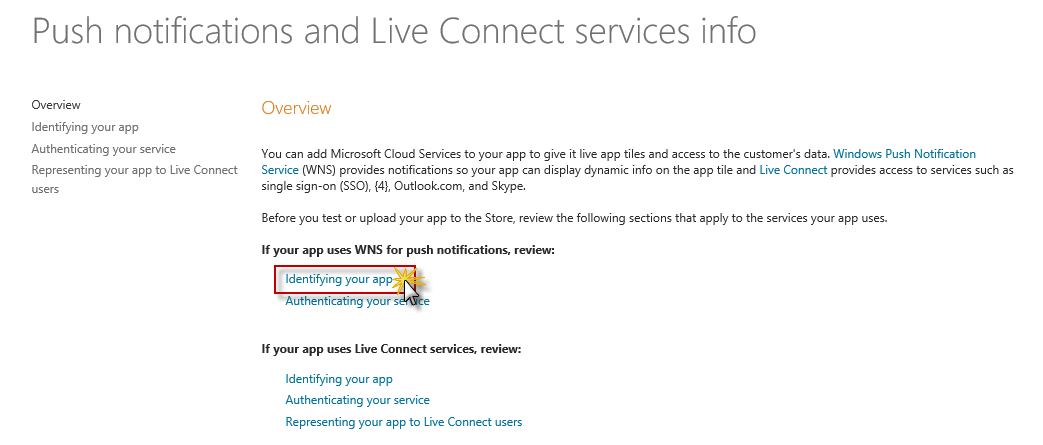 Push notifications and Live Connect services info
Overview
Identifying your app
Authenticating your service
Representing your app to Live Connect
users
Overview
You can add Microsoft Cloud Services to your app to give it live app tiles and access to the customer's data. Windows Push Notification
Service (WNS) provides notifications so your app can display dynamic info on the app tile and Live Connect provides access to services such as
single sign-on (SSO), {4}, Outlook.com, and Skype.
Before you test or upload your app to the Store, review the following sections that apply to the services your app uses.
If your app uses WNS for push notifications, review:
Identifying your app
Authenticating your service
If your app uses Live Connect services, review:
Identifying your app
Authenticating your service
Representing your app to Live Connect users